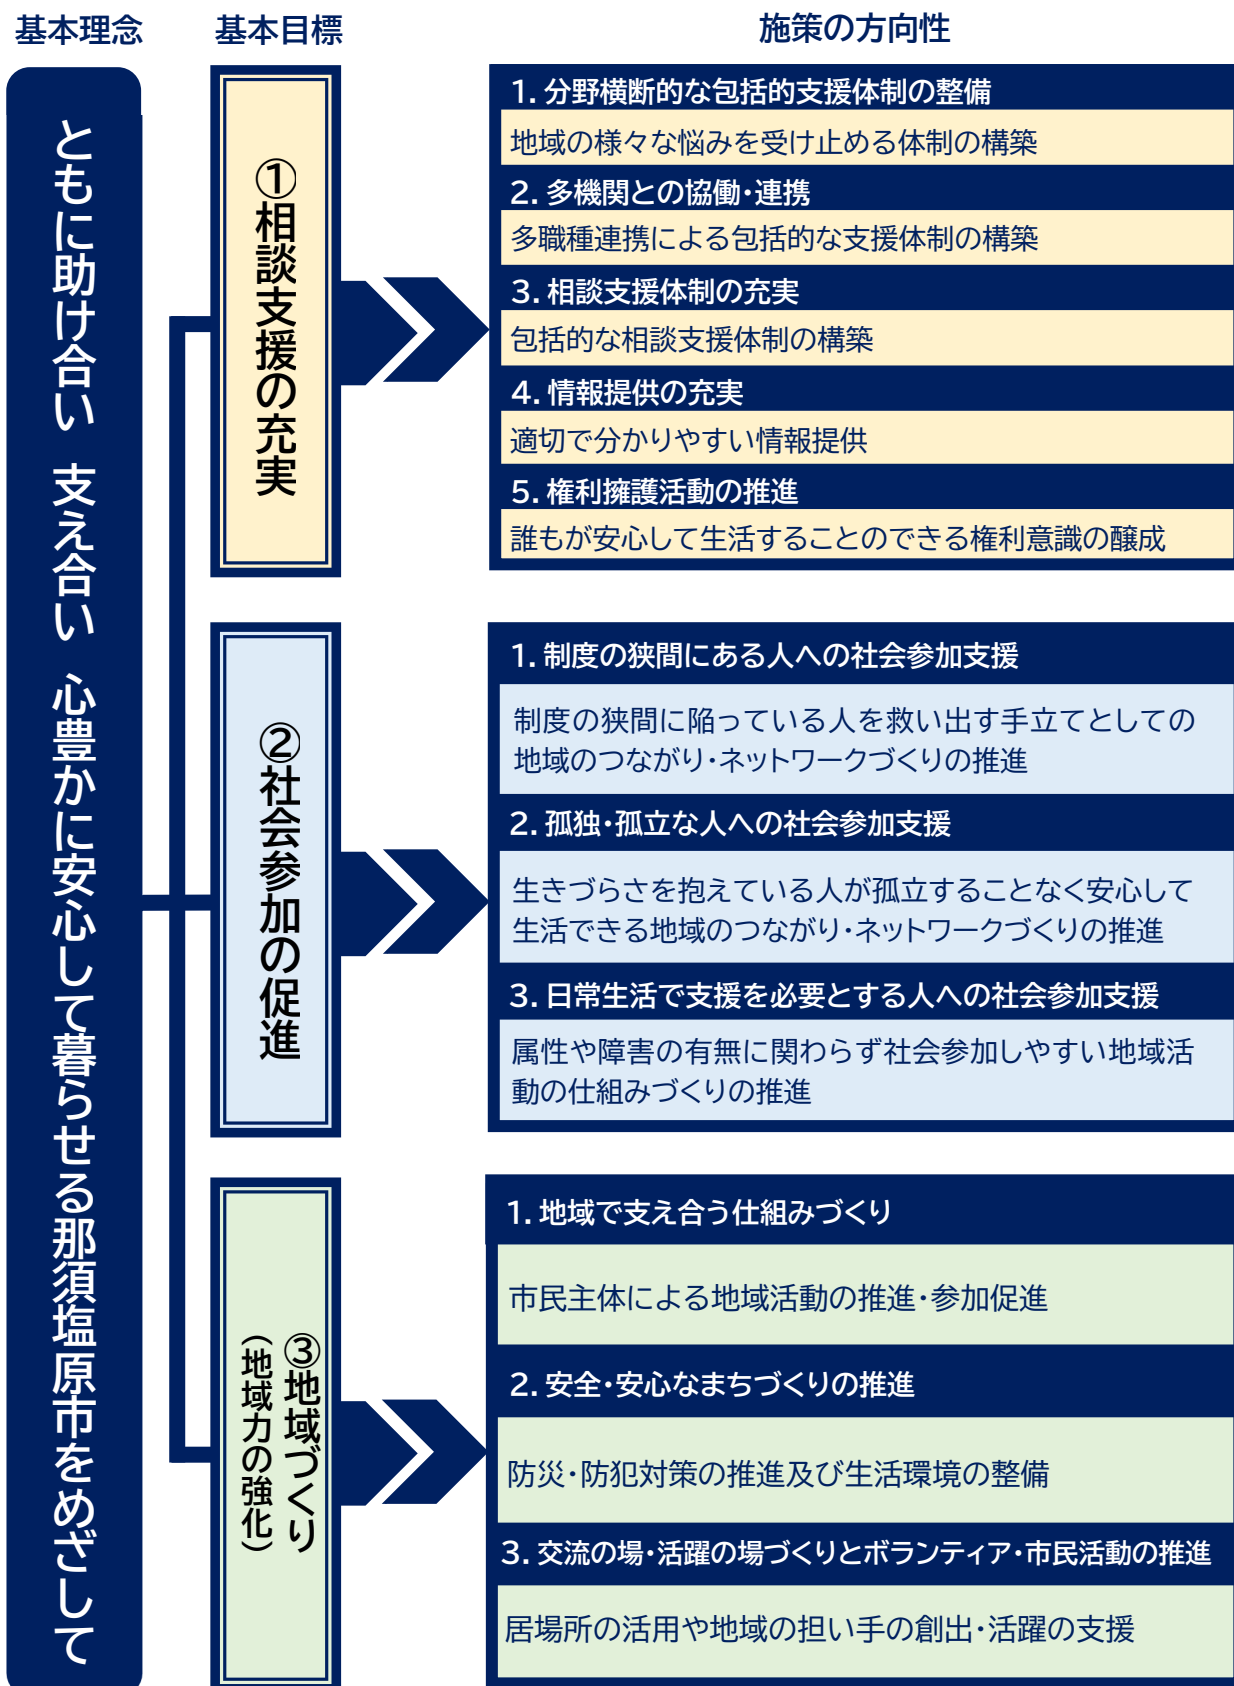 基本理念
基本目標
施策の方向性
ともに助け合い 支え合い 心豊かに安心して暮らせる那須塩原市をめざして
①相談支援の充実
1. 分野横断的な包括的支援体制の整備
地域の様々な悩みを受け止める体制の構築
2. 多機関との協働・連携
多職種連携による包括的な支援体制の構築
3. 相談支援体制の充実
包括的な相談支援体制の構築
4. 情報提供の充実
適切で分かりやすい情報提供
5. 権利擁護活動の推進
誰もが安心して生活することのできる権利意識の醸成
②社会参加の促進
1. 制度の狭間にある人への社会参加支援
制度の狭間に陥っている人を救い出す手立てとしての
地域のつながり・ネットワークづくりの推進
2. 孤独・孤立な人への社会参加支援
生きづらさを抱えている人が孤立することなく安心して
生活できる地域のつながり・ネットワークづくりの推進
3. 日常生活で支援を必要とする人への社会参加支援
属性や障害の有無に関わらず社会参加しやすい地域活
動の仕組みづくりの推進
③地域づくり
（地域力の強化）
1. 地域で支え合う仕組みづくり
市民主体による地域活動の推進・参加促進
2. 安全・安心なまちづくりの推進
防災・防犯対策の推進及び生活環境の整備
3. 交流の場・活躍の場づくりとボランティア・市民活動の推進
居場所の活用や地域の担い手の創出・活躍の支援